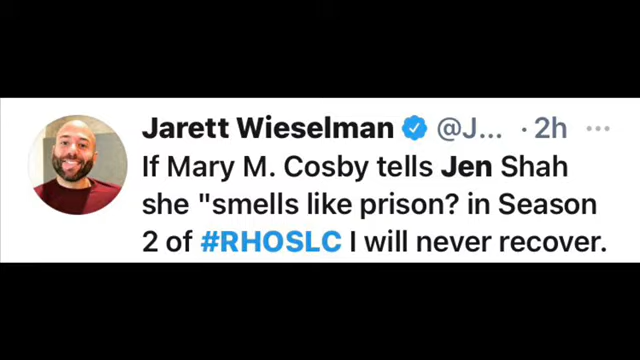 Jarett Wieselman @J... · 2h ...
If Mary M. Cosby tells Jen Shah
she "smells like prison? in Season
2 of #RHOSLC I will never recover.